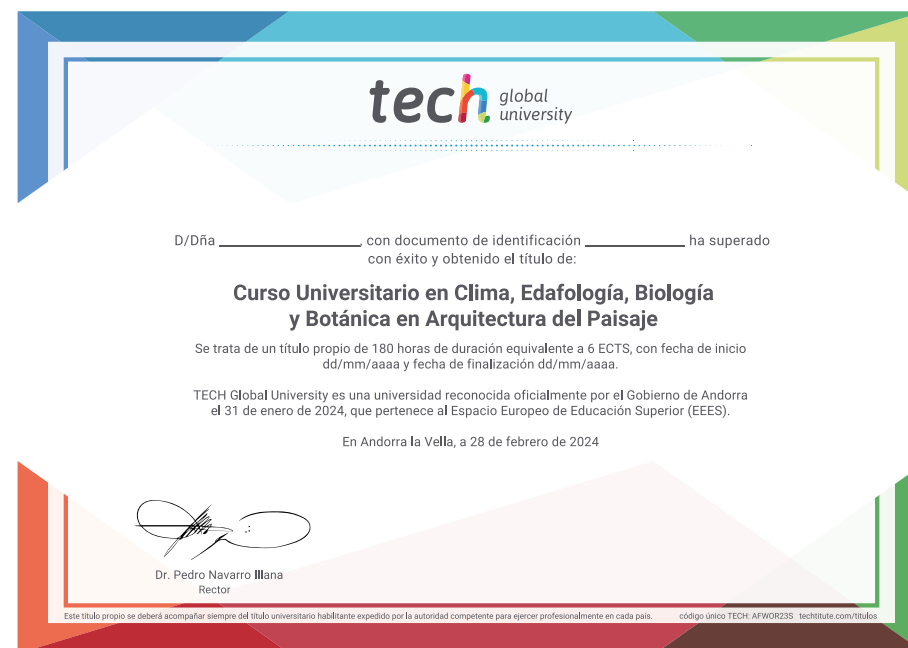 tech global university
D/Dña ____________________, con documento de identificación ______________ ha superado
con éxito y obtenido el título de:
Curso Universitario en Clima, Edafología, Biología
y Botánica en Arquitectura del Paisaje
Se trata de un título propio de 180 horas de duración equivalente a 6 ECTS, con fecha de inicio
dd/mm/aaaa y fecha de finalización dd/mm/aaaa.
TECH Global University es una universidad reconocida oficialmente por el Gobierno de Andorra
el 31 de enero de 2024, que pertenece al Espacio Europeo de Educación Superior (EEES).
En Andorra la Vella, a 28 de febrero de 2024
Dr. Pedro Navarro Illana
Rector
Este título propio se deberá acompañar siempre del título universitario habilitante expedido por la autoridad competente para ejercer profesionalmente en cada país. código único TECH: AFWOR23S techtitute.com/titulos